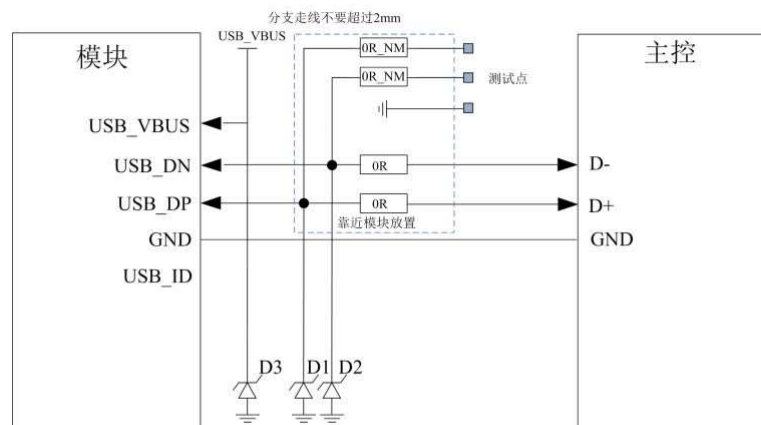 分支走线不要超过2mm
USB_VBUS
模块
主控
0R_NM
0R_NM
测试点
USB_VBUS
USB_DN
0R
D-
USB_DP
0R
D+
靠近模块放置
GND
GND
USB_ID
D3
D1
D2